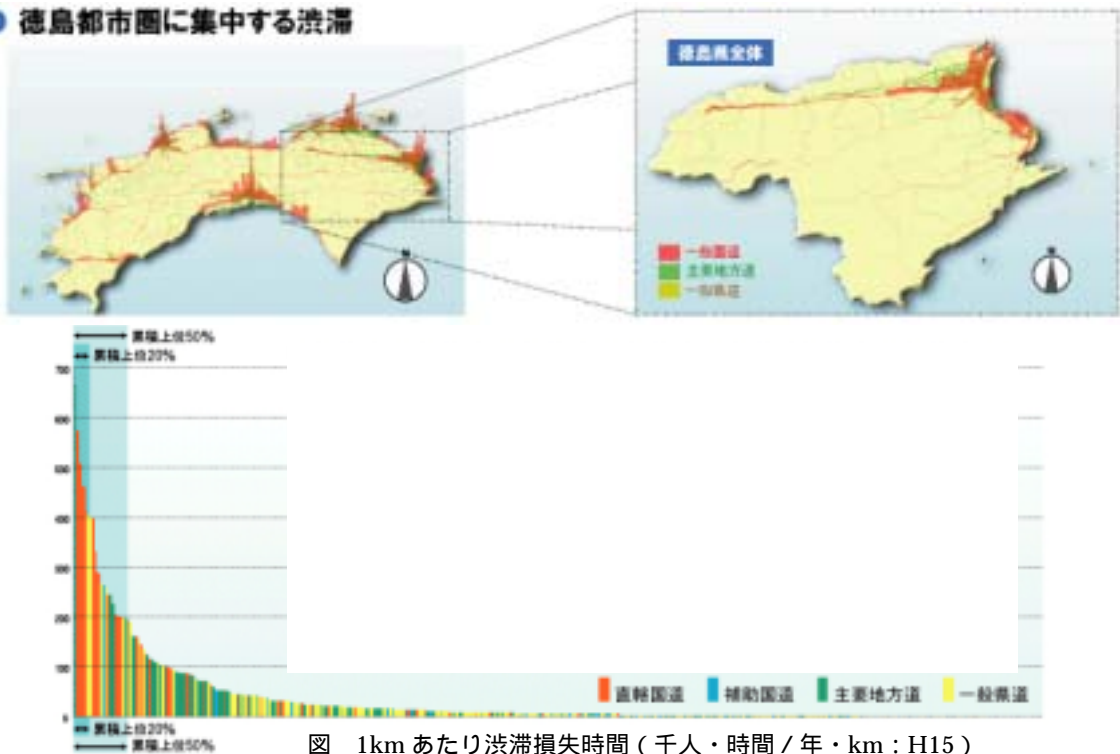 徳島都市圏に集中する渋滞
徳島県全体
一般国道
主要地方道
一般県道
累積上位50%
累積上位20%
700
600
500
400
300
200
100
0
直轄国道
補助国道
主要地方道
一般県道
累積上位20%
累積上位50%
図 1km あたり渋滞損失時間（千人・時間 / 年・km：H15）